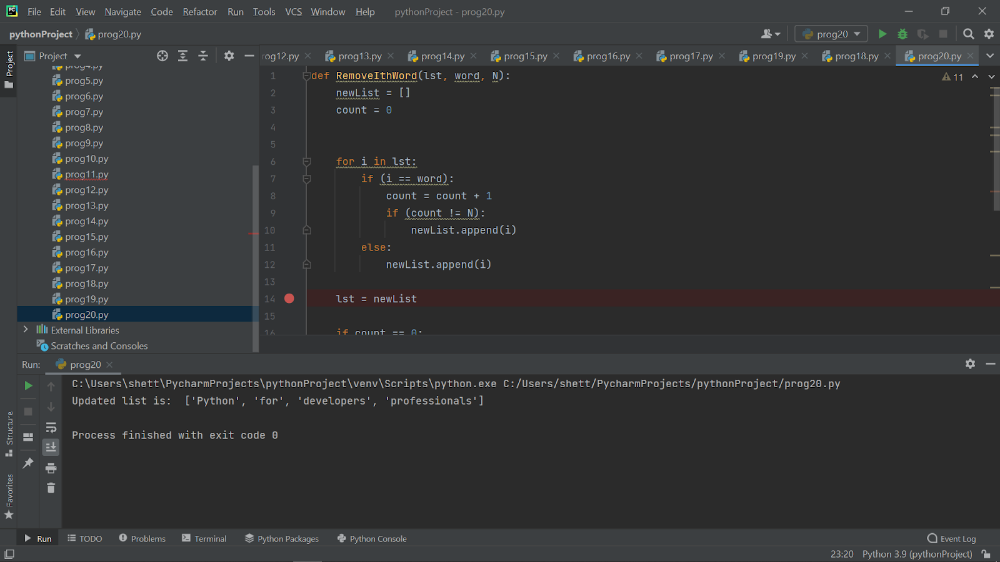 PC File Edit View Navigate Code Refactor Run Tools VCS Window Help pythonProject - prog20.py
pythonProject prog20.py prog20
Project
Project
rog12.py prog13.py prog14.py prog15.py prog16.py prog17.py prog19.py prog18.py prog20.py
prog4.py
prog5.py
prog6.py
prog7.py
prog8.py
prog9.py
prog10.py
prog11.py
prog12.py
prog13.py
prog14.py
prog15.py
prog16.py
prog17.py
prog18.py
prog19.py
prog20.py
External Libraries
Scratches and Consoles
11
1 def RemoveIthWord(lst, word, N):
2 newList = []
3 count = 0
4
5
6 for i in lst:
7 if (i == word):
8 count = count + 1
9 if (count != N):
10 newList.append(i)
11 else:
12 newList.append(i)
13
14 lst = newList
15
16 if count == 0:
Run: prog20
C:\Users\shett\PycharmProjects\pythonProject\venv\Scripts\python.exe C:/Users/shett/PycharmProjects/pythonProject/prog20.py
Updated list is:  ['Python', 'for', 'developers', 'professionals']
Process finished with exit code 0
Structure
Favorites
Run TODO Problems Terminal Python Packages Python Console Event Log
23:20 Python 3.9 (pythonProject)